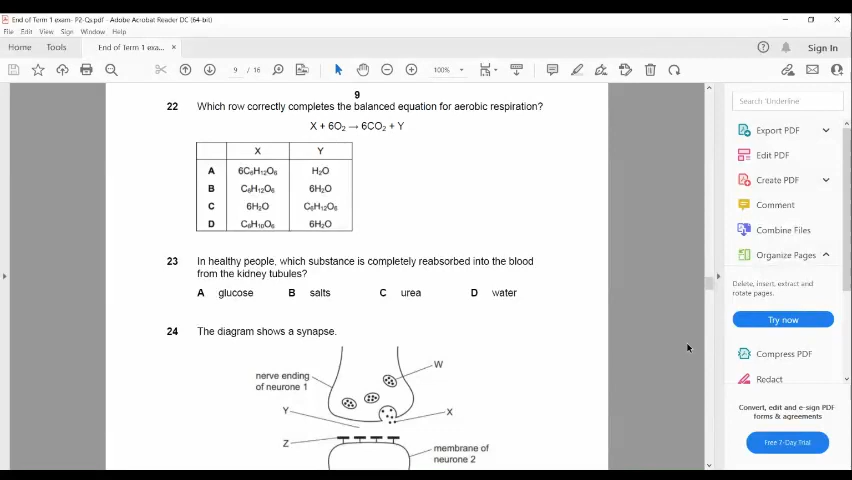 End of Term 1 exam- P2-Qs.pdf - Adobe Acrobat Reader DC (64-bit)
File Edit View Sign Window Help
Home Tools End of Term 1 exa... × Sign In
9 / 16 100%
9
22 Which row correctly completes the balanced equation for aerobic respiration?
X + 6O₂ → 6CO₂ + Y
X Y
A 6C₆H₁₂O₆ H₂O
B C₆H₁₂O₆ 6H₂O
C 6H₂O C₆H₁₂O₆
D C₆H₁₀O₆ 6H₂O
23 In healthy people, which substance is completely reabsorbed into the blood
from the kidney tubules?
A glucose B salts C urea D water
24 The diagram shows a synapse.
W
nerve ending
of neurone 1
Y
X
Z
membrane of
neurone 2
Search 'Underline
Export PDF
Edit PDF
Create PDF
Comment
Combine Files
Organize Pages
Delete, insert, extract and
rotate pages.
Try now
Compress PDF
Redact
Convert, edit and e-sign PDF
forms & agreements
Free 7-Day Trial